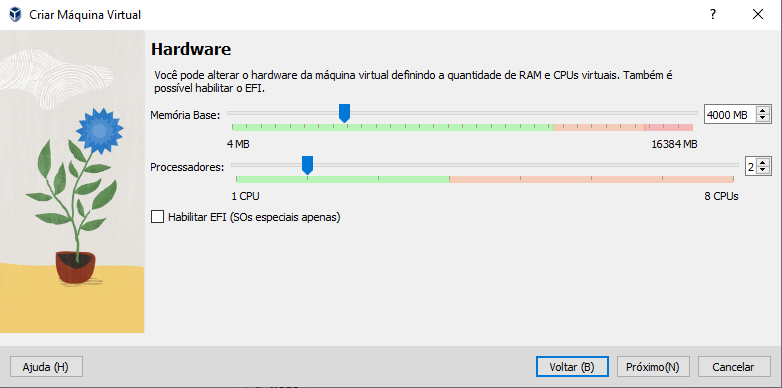 Criar Máquina Virtual
Hardware
Você pode alterar o hardware da máquina virtual definindo a quantidade de RAM e CPUs virtuais. Também é
possível habilitar o EFI.
Memória Base: 4000 MB
4 MB 16384 MB
Processadores: 2
1 CPU 8 CPUs
Habilitar EFI (SOs especiais apenas)
Ajuda (H) Voltar (B) Próximo(N) Cancelar